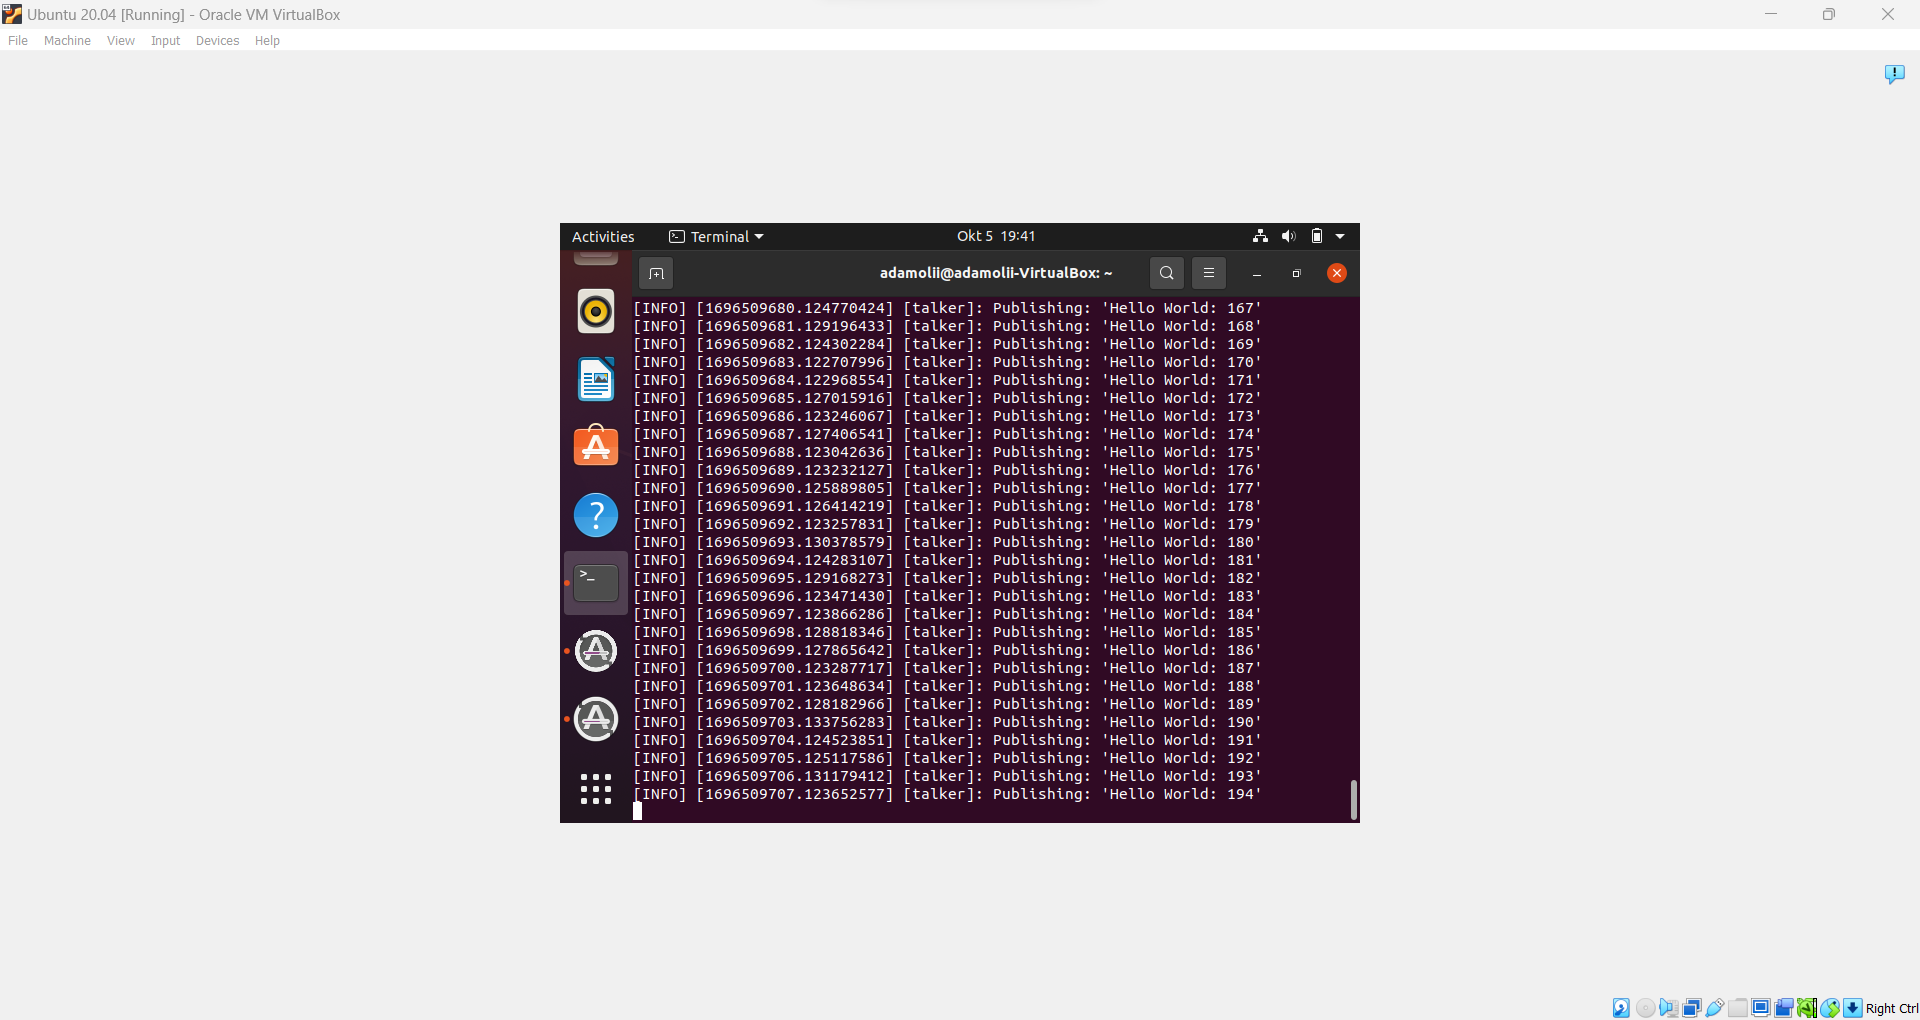 Ubuntu 20.04 [Running] - Oracle VM VirtualBox
File Machine View Input Devices Help
Activities Terminal Okt 5 19:41
adamolii@adamolii-VirtualBox: ~
[INFO] [1696509680.124770424] [talker]: Publishing: 'Hello World: 167'
[INFO] [1696509681.129196433] [talker]: Publishing: 'Hello World: 168'
[INFO] [1696509682.124302284] [talker]: Publishing: 'Hello World: 169'
[INFO] [1696509683.122707996] [talker]: Publishing: 'Hello World: 170'
[INFO] [1696509684.122968554] [talker]: Publishing: 'Hello World: 171'
[INFO] [1696509685.127015916] [talker]: Publishing: 'Hello World: 172'
[INFO] [1696509686.123246067] [talker]: Publishing: 'Hello World: 173'
[INFO] [1696509687.127406541] [talker]: Publishing: 'Hello World: 174'
[INFO] [1696509688.123042636] [talker]: Publishing: 'Hello World: 175'
[INFO] [1696509689.123232127] [talker]: Publishing: 'Hello World: 176'
[INFO] [1696509690.125889805] [talker]: Publishing: 'Hello World: 177'
[INFO] [1696509691.126414219] [talker]: Publishing: 'Hello World: 178'
[INFO] [1696509692.123257831] [talker]: Publishing: 'Hello World: 179'
[INFO] [1696509693.130378579] [talker]: Publishing: 'Hello World: 180'
[INFO] [1696509694.124283107] [talker]: Publishing: 'Hello World: 181'
[INFO] [1696509695.129168273] [talker]: Publishing: 'Hello World: 182'
[INFO] [1696509696.123471430] [talker]: Publishing: 'Hello World: 183'
[INFO] [1696509697.123866286] [talker]: Publishing: 'Hello World: 184'
[INFO] [1696509698.128818346] [talker]: Publishing: 'Hello World: 185'
[INFO] [1696509699.127865642] [talker]: Publishing: 'Hello World: 186'
[INFO] [1696509700.123287717] [talker]: Publishing: 'Hello World: 187'
[INFO] [1696509701.123648634] [talker]: Publishing: 'Hello World: 188'
[INFO] [1696509702.128182966] [talker]: Publishing: 'Hello World: 189'
[INFO] [1696509703.133756283] [talker]: Publishing: 'Hello World: 190'
[INFO] [1696509704.124523851] [talker]: Publishing: 'Hello World: 191'
[INFO] [1696509705.125117586] [talker]: Publishing: 'Hello World: 192'
[INFO] [1696509706.131179412] [talker]: Publishing: 'Hello World: 193'
[INFO] [1696509707.123652577] [talker]: Publishing: 'Hello World: 194'
Right Ctrl